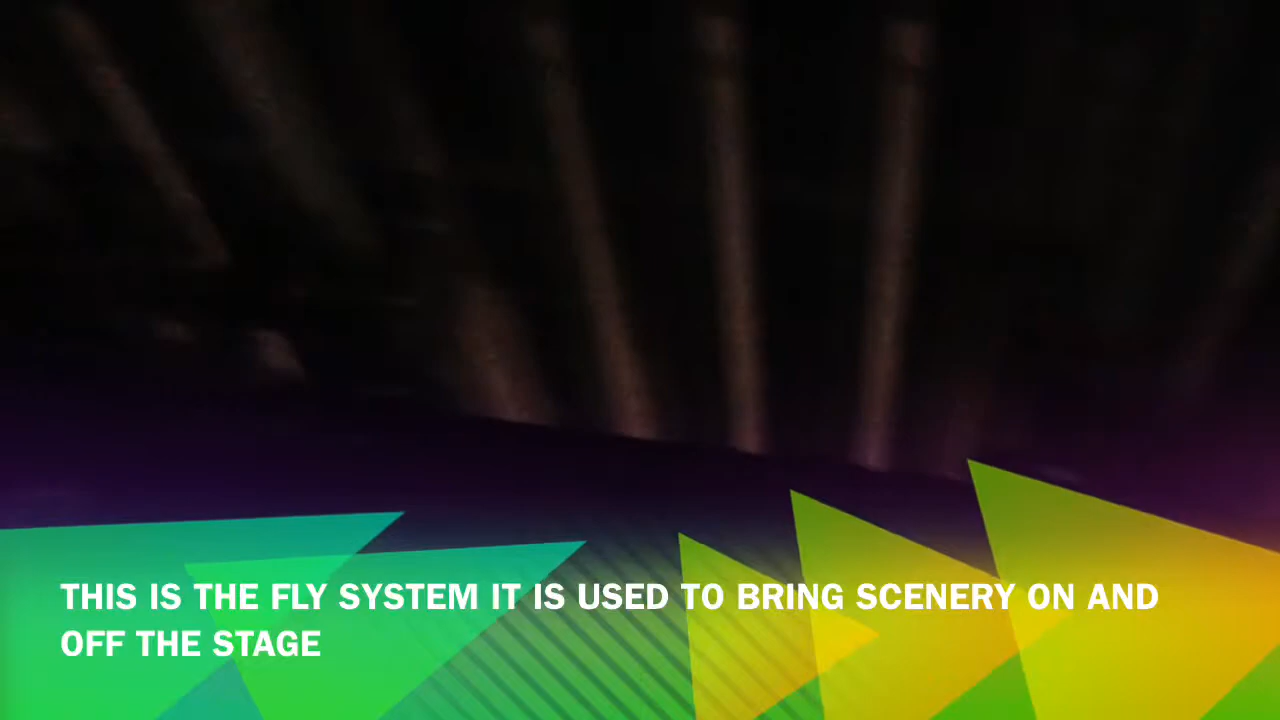 THIS IS THE FLY SYSTEM IT IS USED TO BRING SCENERY ON AND
OFF THE STAGE